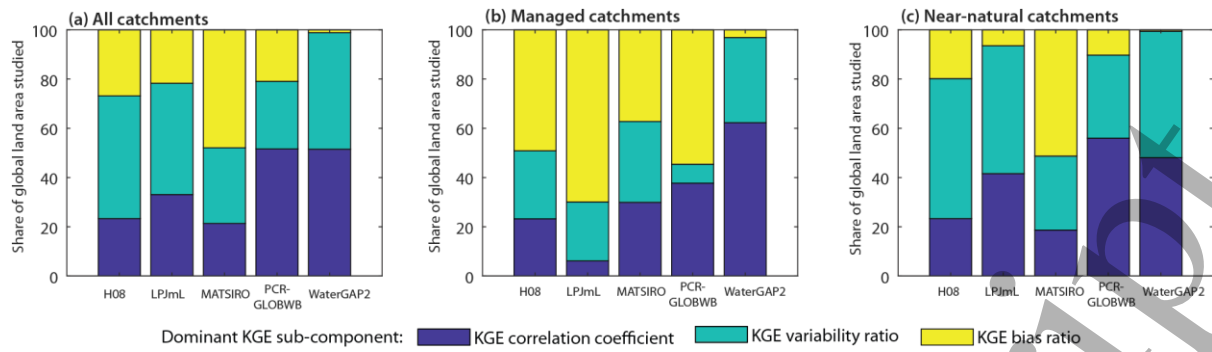 (a) All catchments
(b) Managed catchments
(c) Near-natural catchments
Share of global land area studied
100
80
60
40
20
0
H08
LPJmL
MATSIRO
PCR-
GLOBWB
WaterGAP2
Share of global land area studied
100
80
60
40
20
0
H08
LPJmL
MATSIRO
PCR-
GLOBWB
WaterGAP2
Share of global land area studied
100
80
60
40
20
0
H08
LPJmL
MATSIRO
PCR-
GLOBWB
WaterGAP2
Dominant KGE sub-component: KGE correlation coefficient KGE variability ratio KGE bias ratio
ript